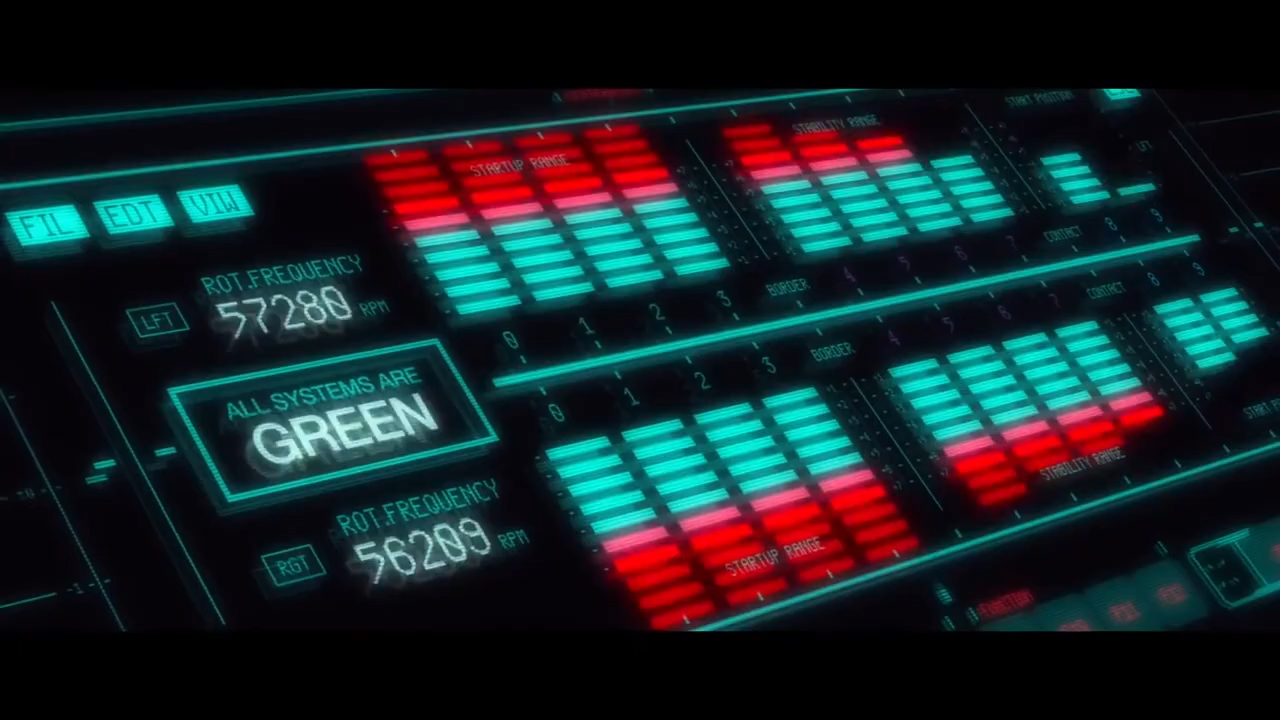 START POSITION
STABILITY RANGE
STARTUP RANGE
FIL EDT VIW
ROT.FREQUENCY
LFT 57280 RPM
0 1 2 3 BORDER 4 5 6 7 CONTACT 8 9
ALL SYSTEMS ARE
GREEN
0 1 2 3 BORDER 4 5 6 7 CONTACT 8 9
ROT.FREQUENCY
RGT 56209 RPM
STABILITY RANGE
STARTUP RANGE
FUNCTION